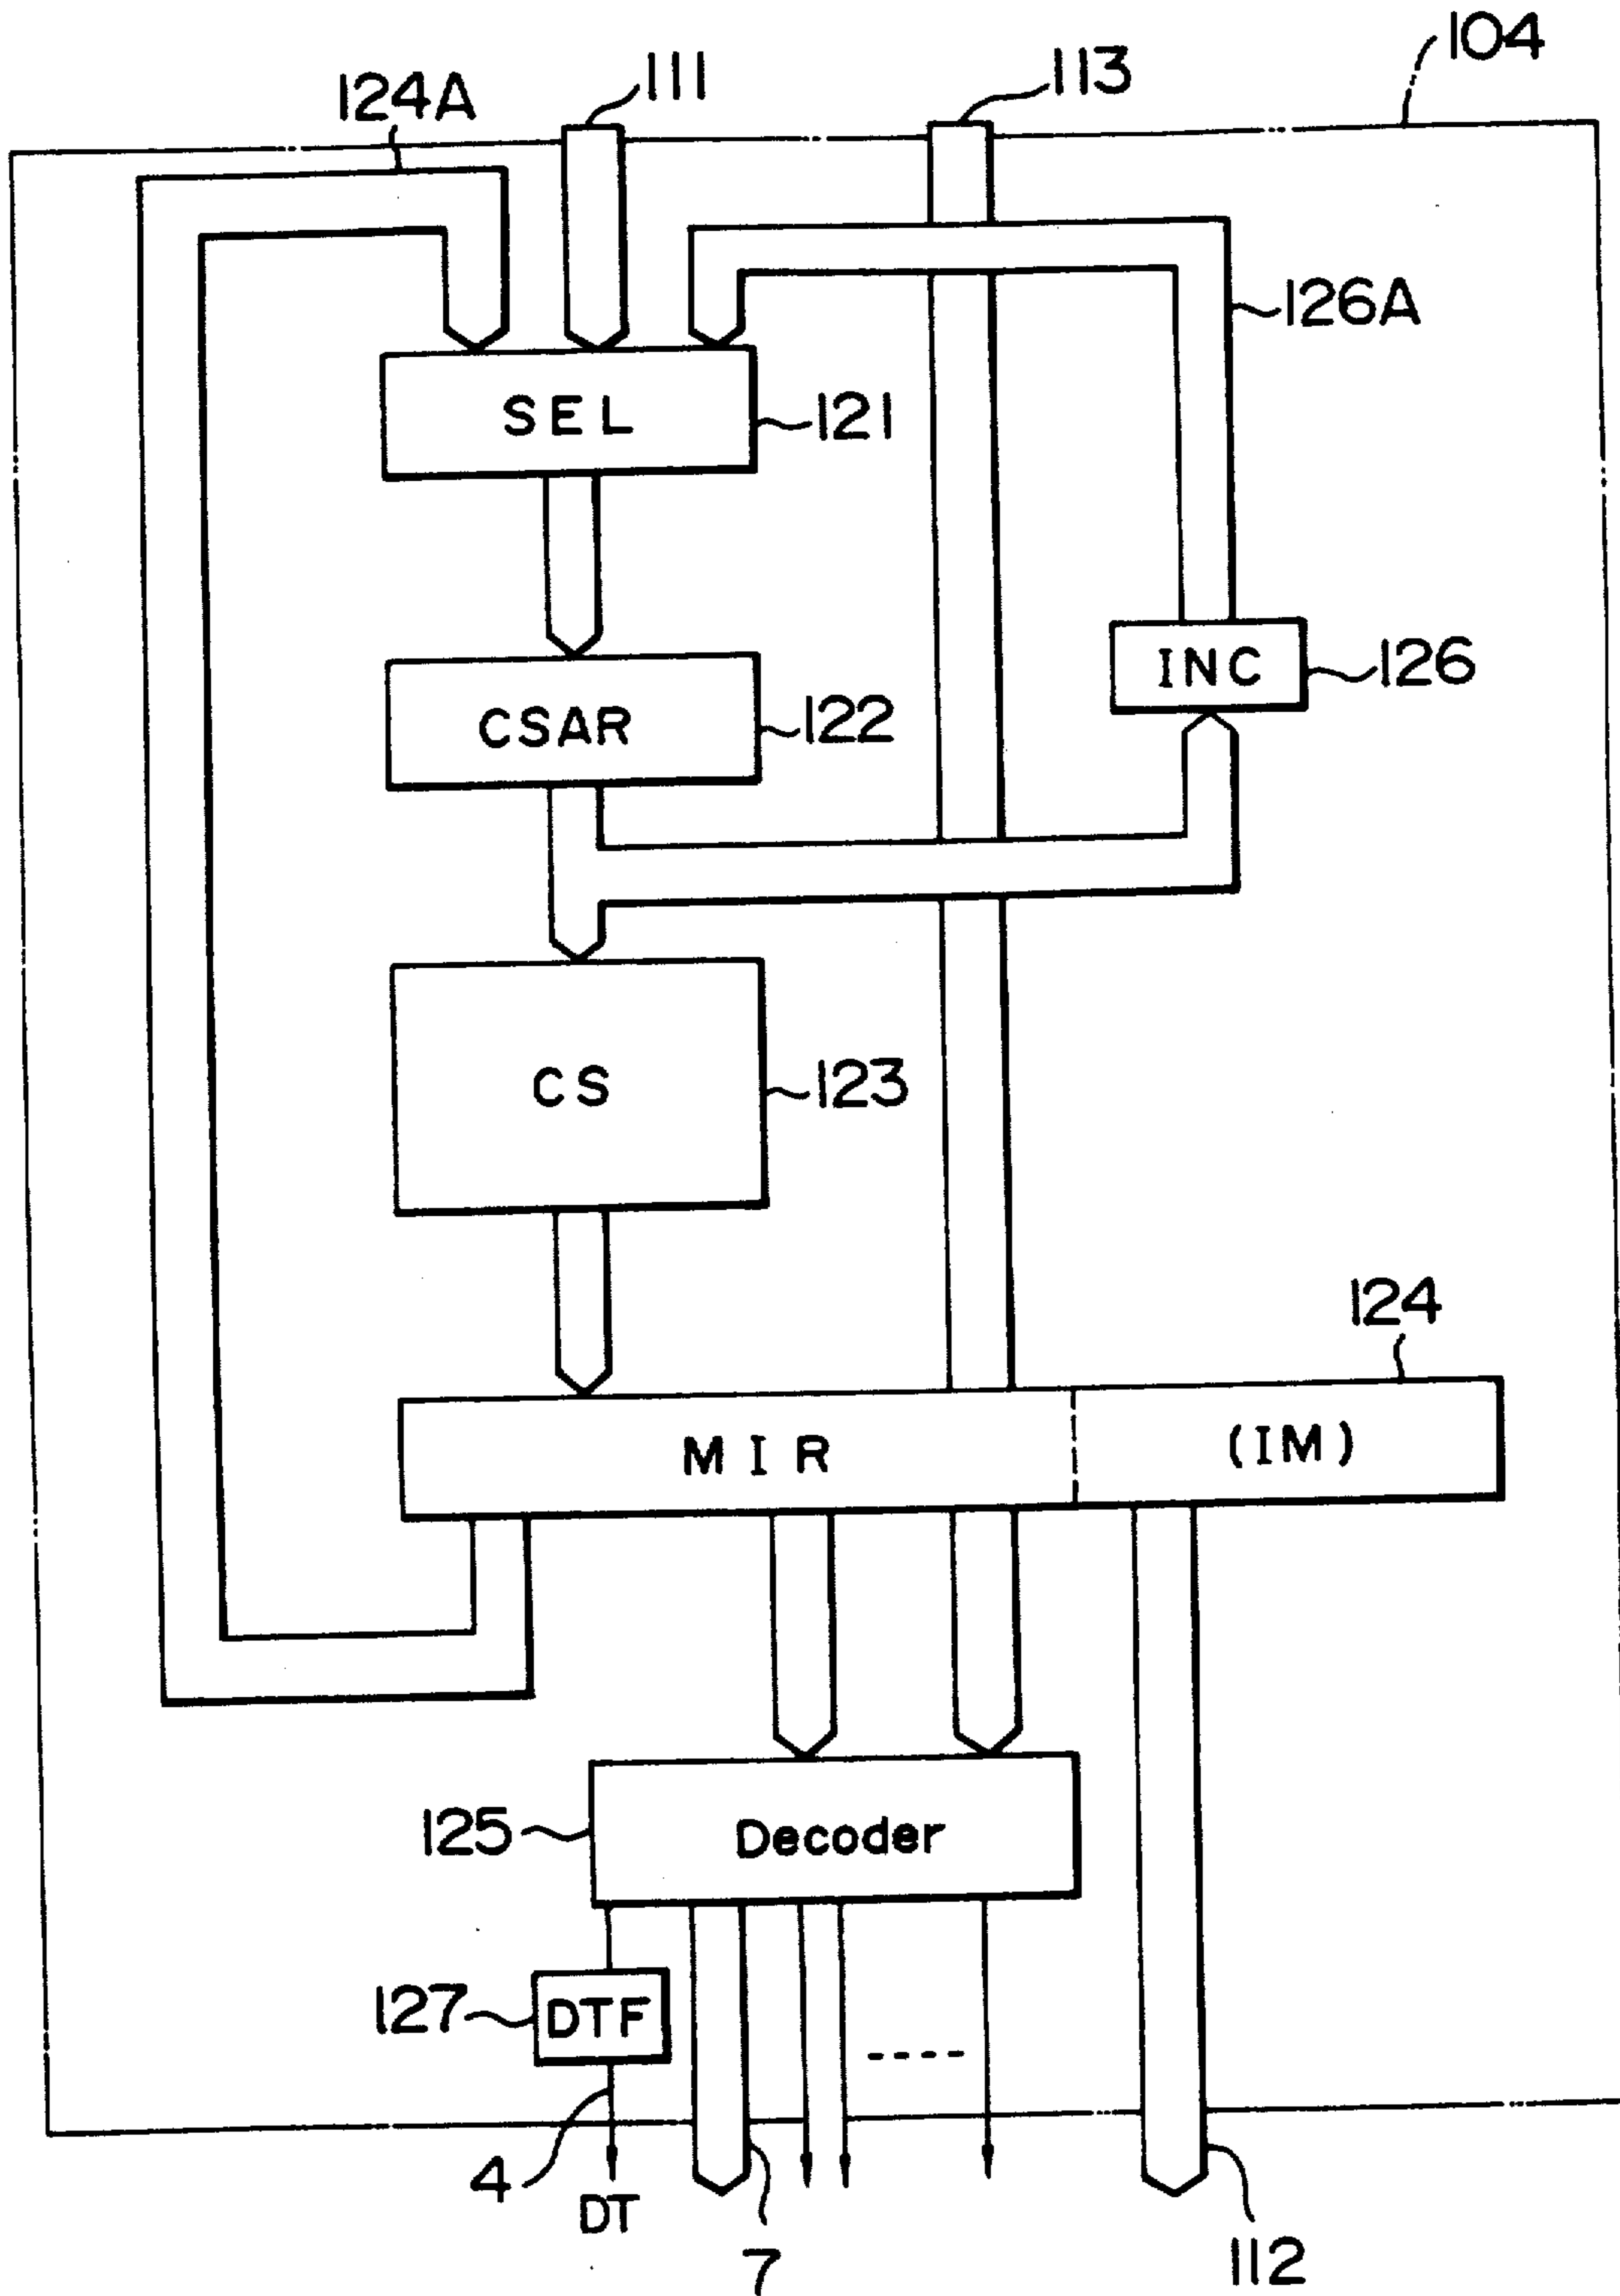 104
111
113
124A
126A
SEL
121
INC
126
CSAR
122
CS
123
124
MIR
(IM)
125
Decoder
127
DTF
4
DT
7
112